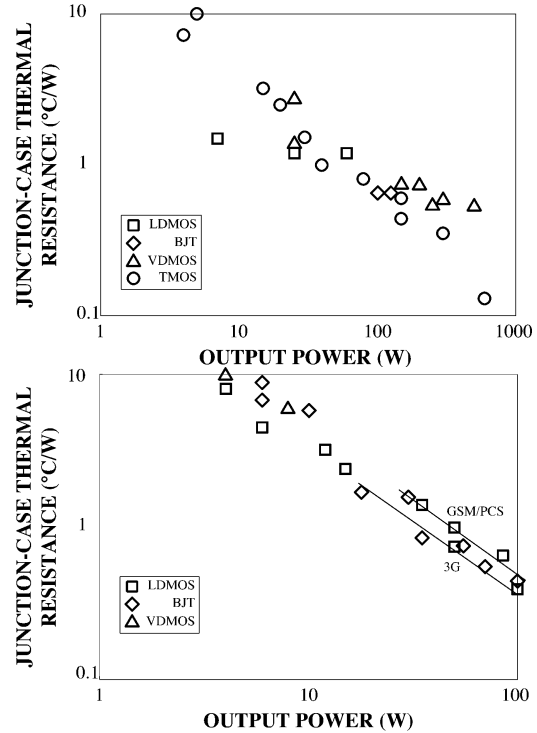 10
1
0.1
JUNCTION-CASE THERMAL
RESISTANCE (°C/W)
LDMOS
BJT
VDMOS
TMOS
1
10
100
1000
OUTPUT POWER (W)
10
1
0.1
JUNCTION-CASE THERMAL
RESISTANCE (°C/W)
GSM/PCS
3G
LDMOS
BJT
VDMOS
1
10
100
OUTPUT POWER (W)